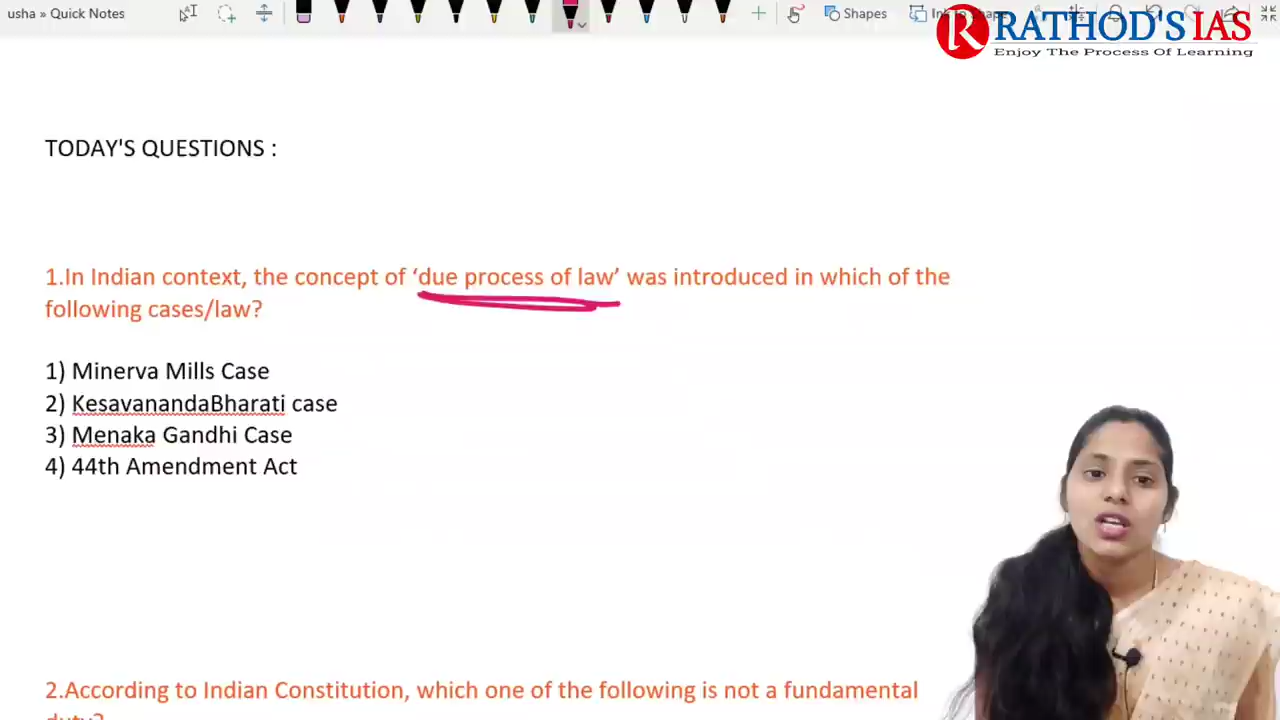 usha » Quick Notes
Shapes
RATHOD'S IAS
Enjoy The Process Of Learning
TODAY'S QUESTIONS :
1.In Indian context, the concept of ‘due process of law’ was introduced in which of the
following cases/law?
1) Minerva Mills Case
2) KesavanandaBharati case
3) Menaka Gandhi Case
4) 44th Amendment Act
2.According to Indian Constitution, which one of the following is not a fundamental
duty?